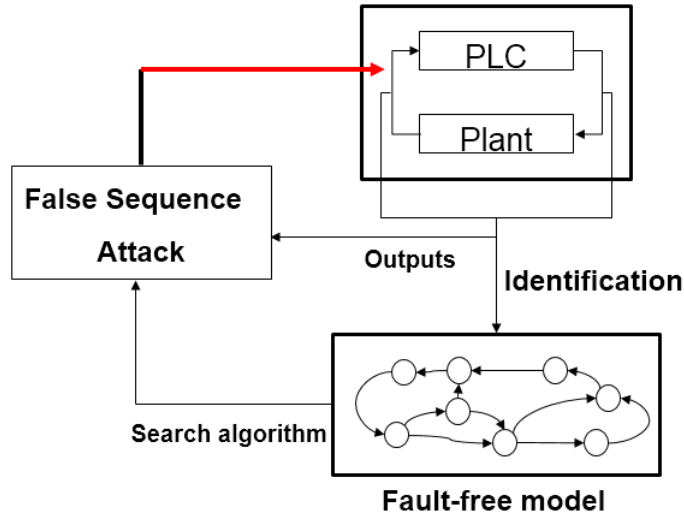 PLC
Plant
False Sequence
Attack
Outputs
Identification
Search algorithm
Fault-free model